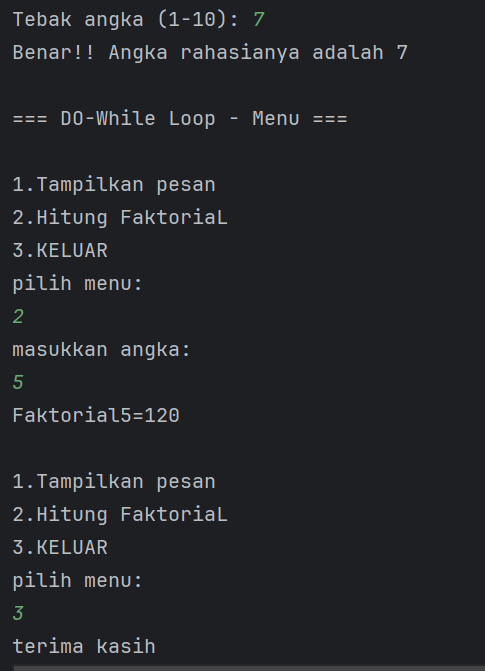 Tebak angka (1-10): 7
Benar!! Angka rahasianya adalah 7
=== DO-While Loop - Menu ===
1.Tampilkan pesan
2.Hitung FaktoriaL
3.KELUAR
pilih menu:
2
masukkan angka:
5
Faktorial5=120
1.Tampilkan pesan
2.Hitung FaktoriaL
3.KELUAR
pilih menu:
3
terima kasih